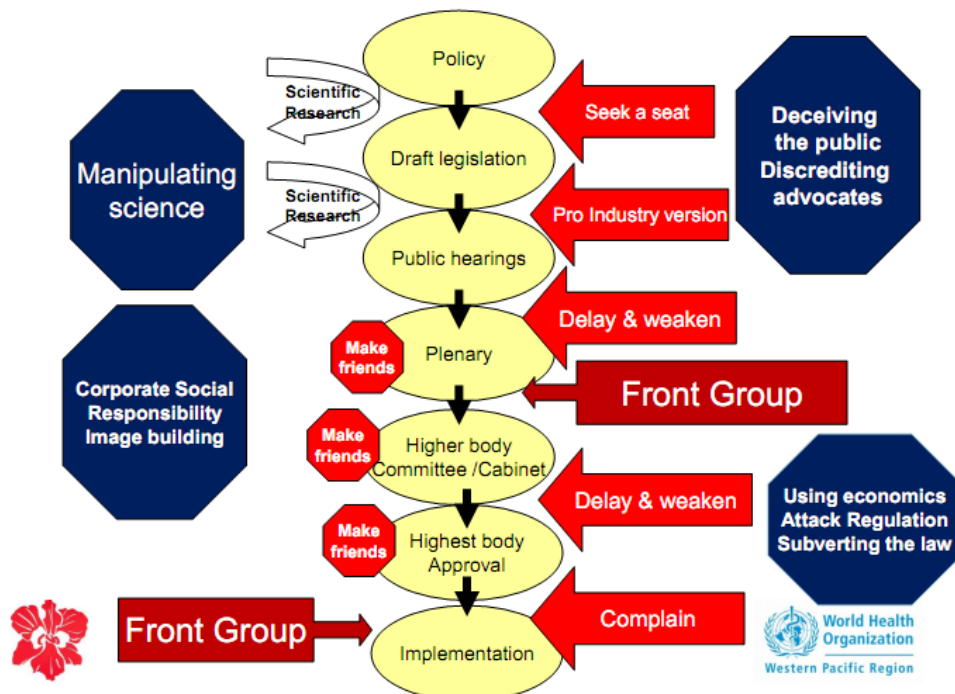 Policy
Scientific
Research
Seek a seat
Deceiving
the public
Discrediting
advocates
Manipulating
science
Draft legislation
Scientific
Research
Pro Industry version
Public hearings
Delay & weaken
Make
friends
Plenary
Front Group
Corporate Social
Responsibility
Image building
Make
friends
Higher body
Committee /Cabinet
Delay & weaken
Using economics
Attack Regulation
Subverting the law
Make
friends
Highest body
Approval
Front Group
Complain
Implementation
World Health
Organization
Western Pacific Region